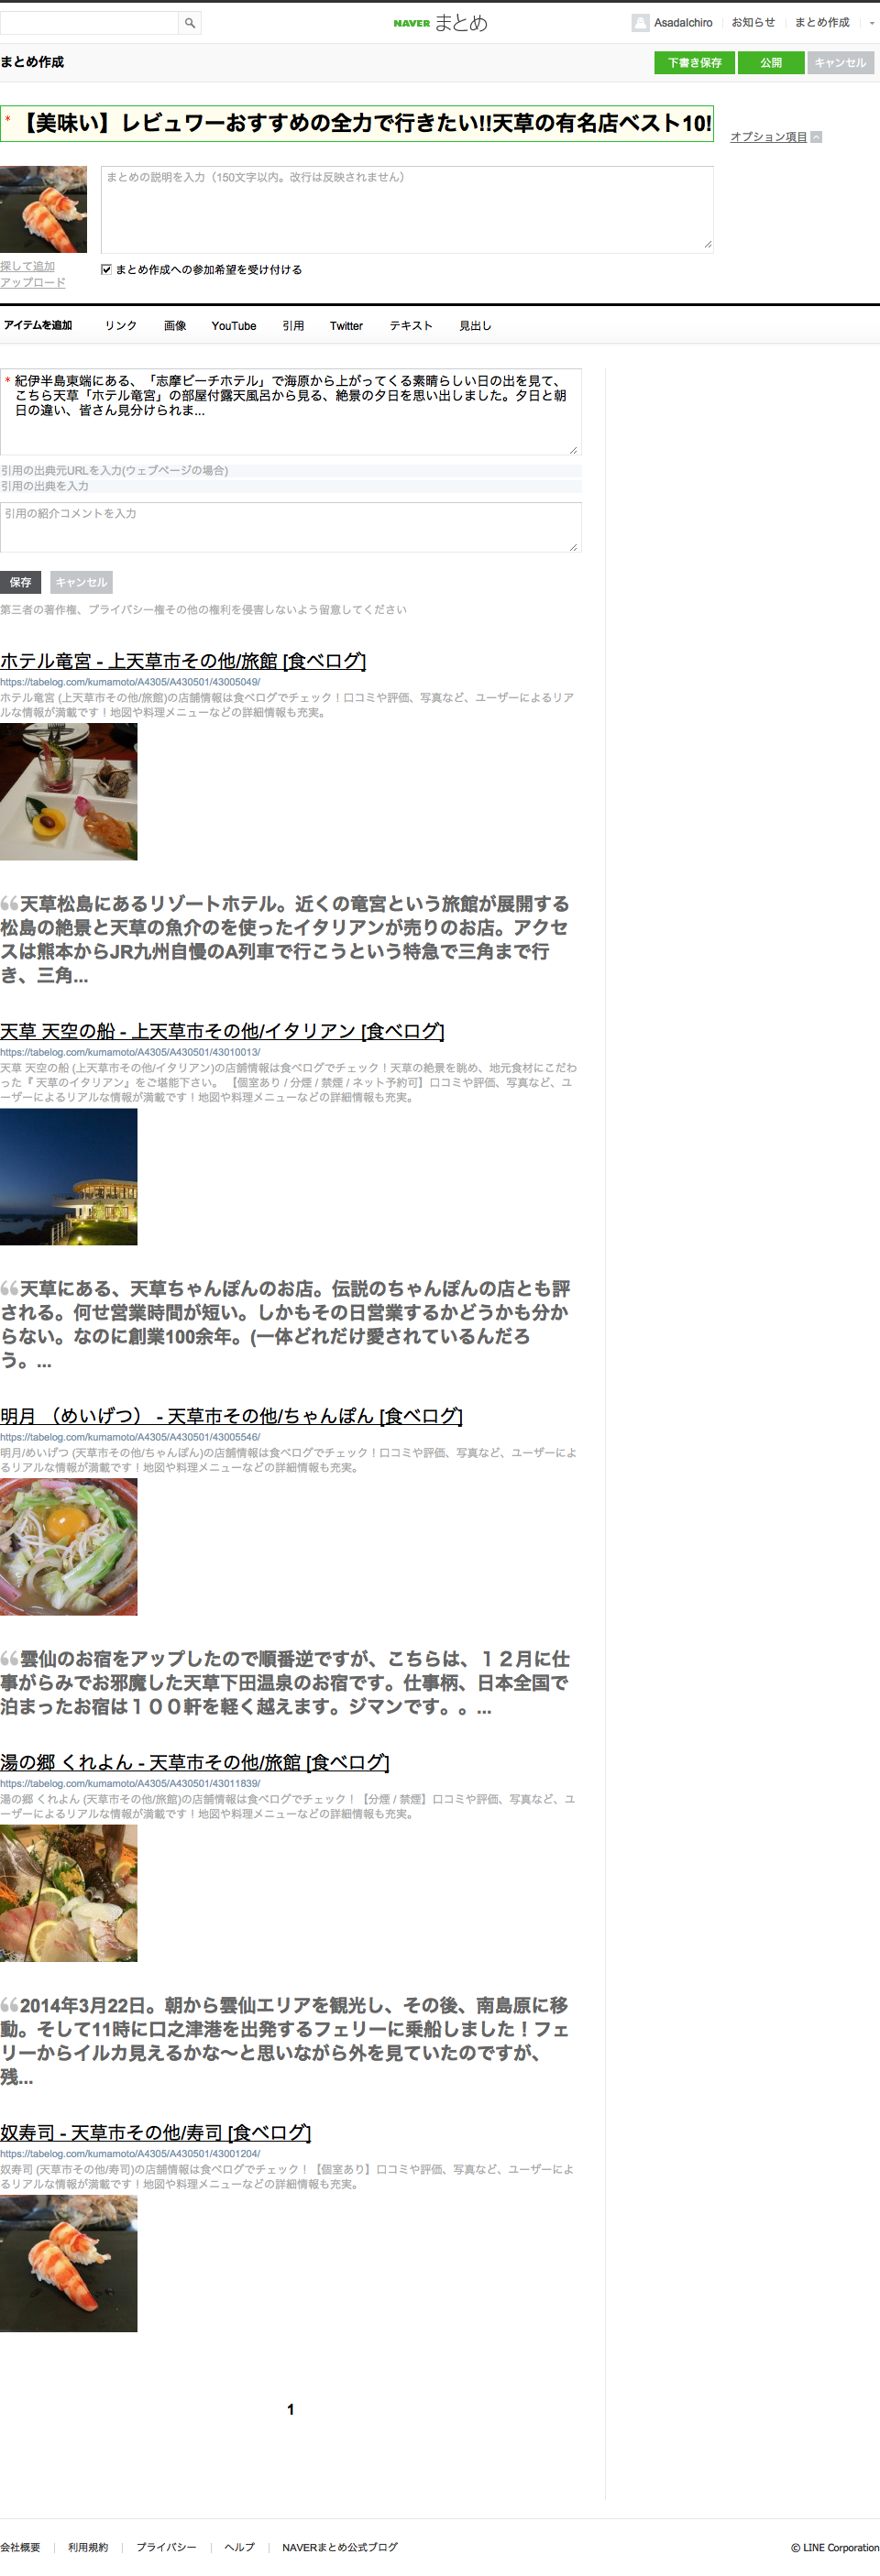 NAVER まとめ
AsadaIchiro
お知らせ
まとめ作成
まとめ作成
下書き保存
公開
キャンセル
* 【美味い】レビュワーおすすめの全力で行きたい!!天草の有名店ベスト10!
オプション項目
まとめの説明を入力（150文字以内。改行は反映されません）
探して追加
アップロード
まとめ作成への参加希望を受け付ける
アイテムを追加 リンク 画像 YouTube 引用 Twitter テキスト 見出し
* 紀伊半島東端にある、「志摩ビーチホテル」で海原から上がってくる素晴らしい日の出を見て、
こちら天草「ホテル竜宮」の部屋付露天風呂から見る、絶景の夕日を思い出しました。夕日と朝
日の違い、皆さん見分けられま...
引用の出典元URLを入力(ウェブページの場合)
引用の出典を入力
引用の紹介コメントを入力
保存 キャンセル
第三者の著作権、プライバシー権その他の権利を侵害しないよう留意してください
ホテル竜宮 - 上天草市その他/旅館 [食べログ]
https://tabelog.com/kumamoto/A4305/A430501/43005049/
ホテル竜宮 (上天草市その他/旅館)の店舗情報は食べログでチェック！口コミや評価、写真など、ユーザーによるリア
ルな情報が満載です！地図や料理メニューなどの詳細情報も充実。
“天草松島にあるリゾートホテル。近くの竜宮という旅館が展開する
松島の絶景と天草の魚介のを使ったイタリアンが売りのお店。アクセ
スは熊本からJR九州自慢のA列車で行こうという特急で三角まで行
き、三角...
天草 天空の船 - 上天草市その他/イタリアン [食べログ]
https://tabelog.com/kumamoto/A4305/A430501/43010013/
天草 天空の船 (上天草市その他/イタリアン)の店舗情報は食べログでチェック！天草の絶景を眺め、地元食材にこだわ
った『 天草のイタリアン』をご堪能下さい。 【個室あり / 分煙 / 禁煙 / ネット予約可】口コミや評価、写真など、ユ
ーザーによるリアルな情報が満載です！地図や料理メニューなどの詳細情報も充実。
“天草にある、天草ちゃんぽんのお店。伝説のちゃんぽんの店とも評
される。何せ営業時間が短い。しかもその日営業するかどうかも分か
らない。なのに創業100余年。(一体どれだけ愛されているんだろ
う。...
明月 （めいげつ） - 天草市その他/ちゃんぽん [食べログ]
https://tabelog.com/kumamoto/A4305/A430501/43005546/
明月/めいげつ (天草市その他/ちゃんぽん)の店舗情報は食べログでチェック！口コミや評価、写真など、ユーザーによ
るリアルな情報が満載です！地図や料理メニューなどの詳細情報も充実。
“雲仙のお宿をアップしたので順番逆ですが、こちらは、１２月に仕
事がらみでお邪魔した天草下田温泉のお宿です。仕事柄、日本全国で
泊まったお宿は１００軒を軽く越えます。ジマンです。。...
湯の郷 くれよん - 天草市その他/旅館 [食べログ]
https://tabelog.com/kumamoto/A4305/A430501/43011839/
湯の郷 くれよん (天草市その他/旅館)の店舗情報は食べログでチェック！【分煙 / 禁煙】口コミや評価、写真など、ユ
ーザーによるリアルな情報が満載です！地図や料理メニューなどの詳細情報も充実。
“2014年3月22日。朝から雲仙エリアを観光し、その後、南島原に移
動。そして11時に口之津港を出発するフェリーに乗船しました！フェ
リーからイルカ見えるかな〜と思いながら外を見ていたのですが、
残...
奴寿司 - 天草市その他/寿司 [食べログ]
https://tabelog.com/kumamoto/A4305/A430501/43001204/
奴寿司 (天草市その他/寿司)の店舗情報は食べログでチェック！【個室あり】口コミや評価、写真など、ユーザーによ
るリアルな情報が満載です！地図や料理メニューなどの詳細情報も充実。
1
会社概要 利用規約 プライバシー ヘルプ NAVERまとめ公式ブログ
© LINE Corporation